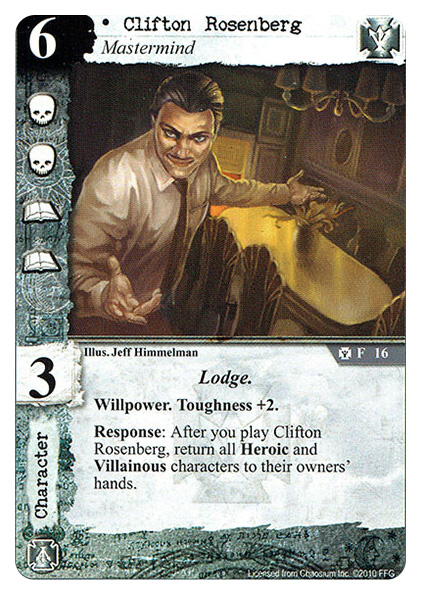 6
• Clifton Rosenberg
Mastermind
Illus. Jeff Himmelman
F 16
3
Lodge.
Willpower. Toughness +2.
Response: After you play Clifton
Rosenberg, return all Heroic and
Villainous characters to their owners’
hands.
Character
Licensed from Chaosium Inc. ©2010 FFG